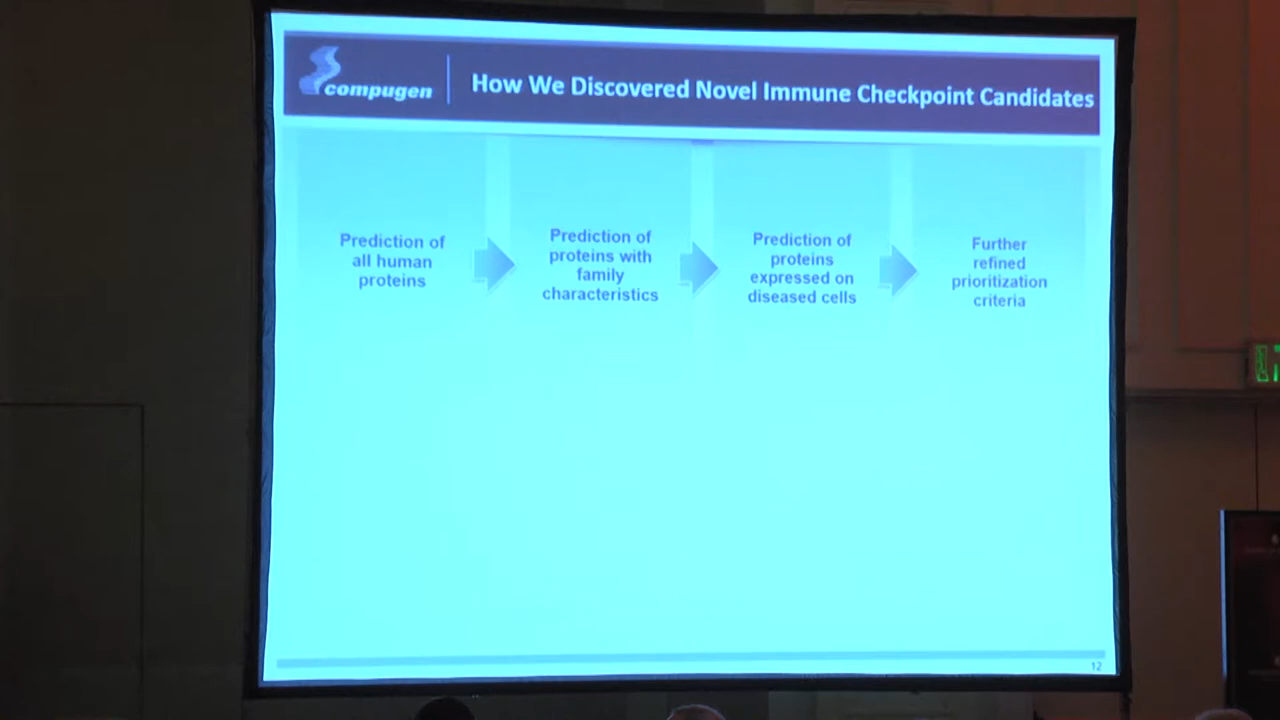 compugen
How We Discovered Novel Immune Checkpoint Candidates
Prediction of
all human
proteins
Prediction of
proteins with
family
characteristics
Prediction of
proteins
expressed on
diseased cells
Further
refined
prioritization
criteria
12